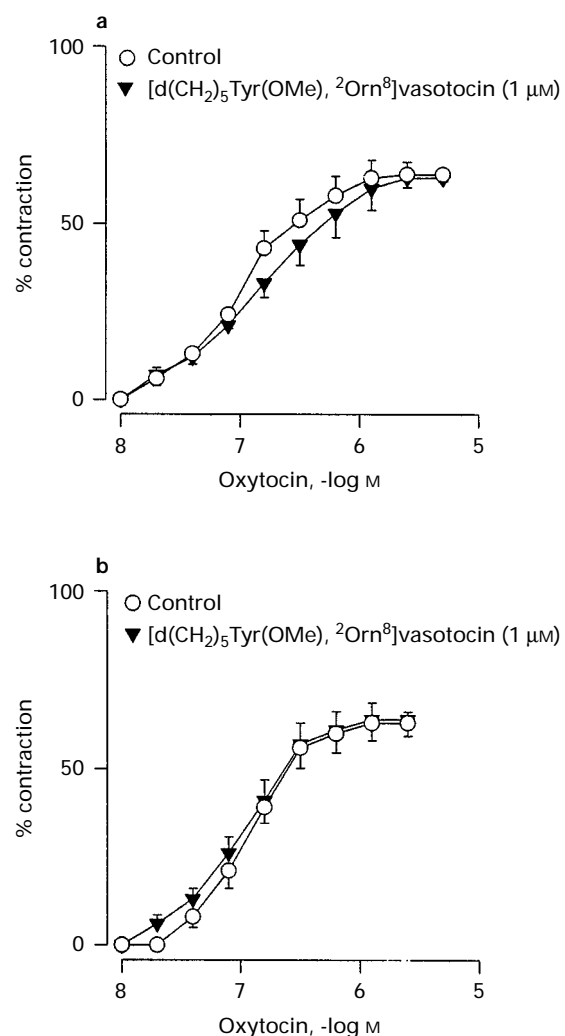 a
100
Control
[d(CH2)5Tyr(OMe), ²Orn⁸]vasotocin (1 µM)
% contraction
50
0
8 7 6 5
Oxytocin, -log M
b
100
Control
[d(CH2)5Tyr(OMe), ²Orn⁸]vasotocin (1 µM)
% contraction
50
0
8 7 6 5
Oxytocin, -log M